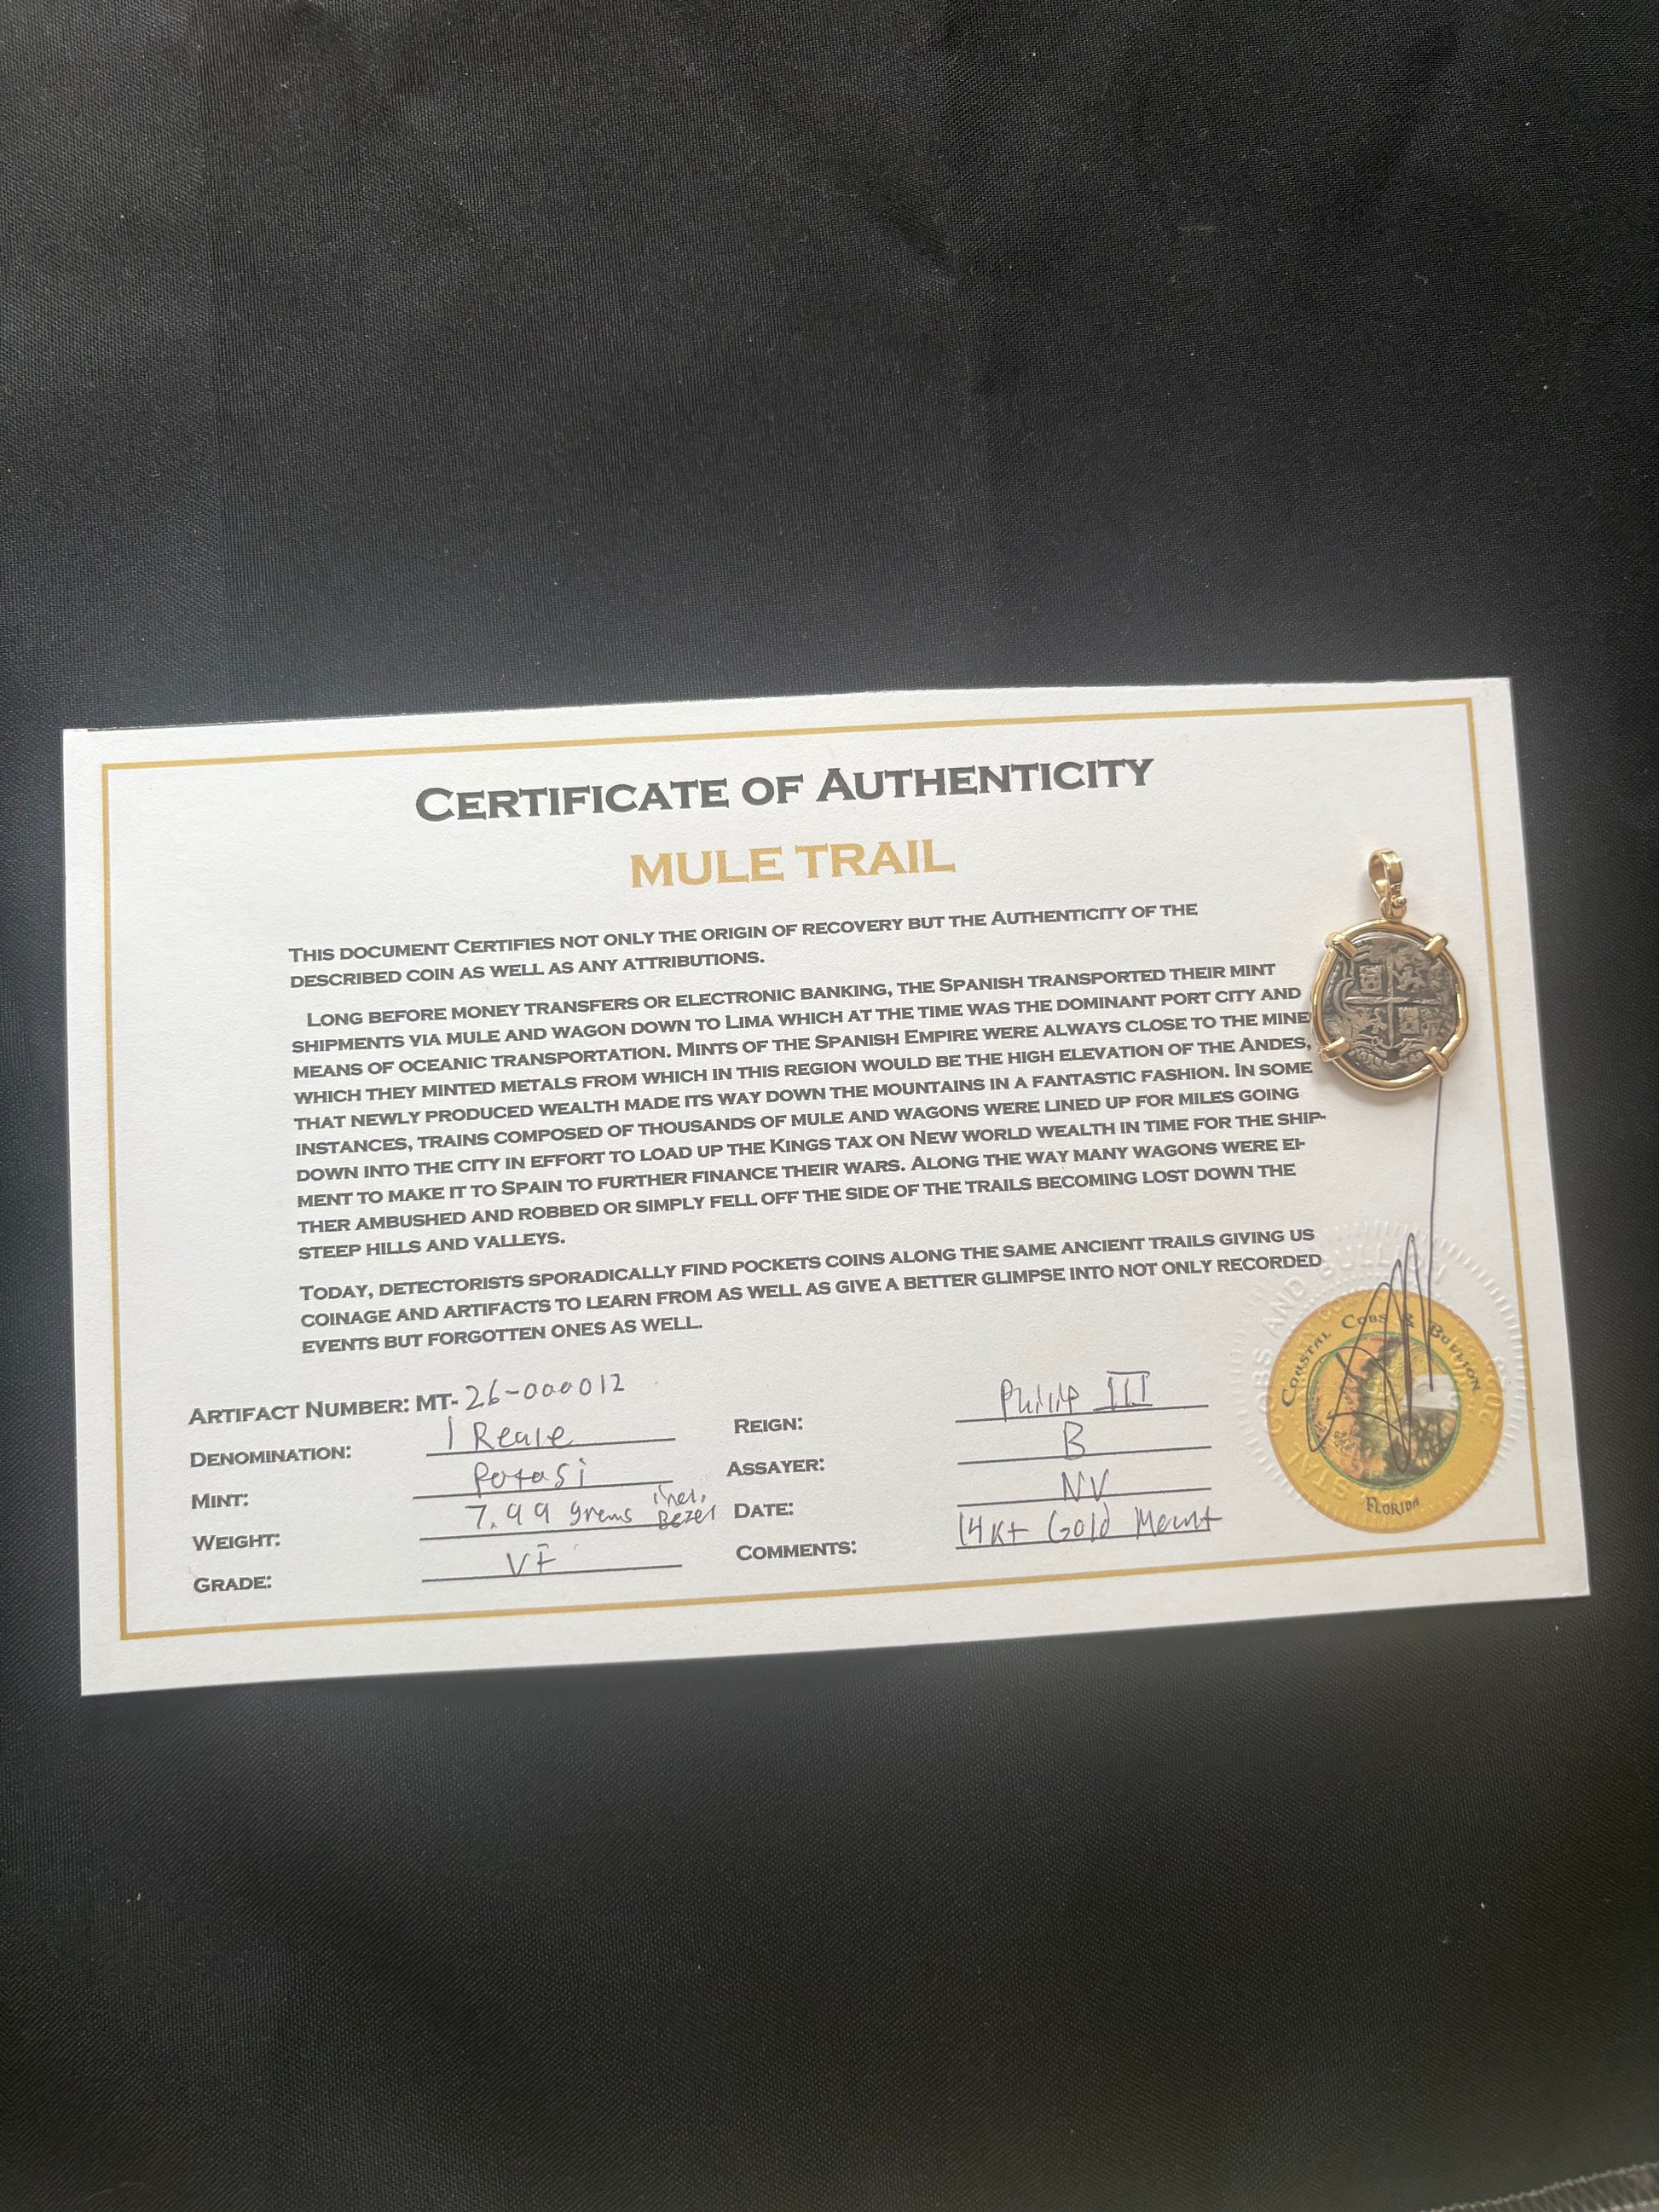 CERTIFICATE OF AUTHENTICITY
MULE TRAIL
THIS DOCUMENT CERTIFIES NOT ONLY THE ORIGIN OF RECOVERY BUT THE AUTHENTICITY OF THE
DESCRIBED COIN AS WELL AS ANY ATTRIBUTIONS.
LONG BEFORE MONEY TRANSFERS OR ELECTRONIC BANKING, THE SPANISH TRANSPORTED THEIR MINT
SHIPMENTS VIA MULE AND WAGON DOWN TO LIMA WHICH AT THE TIME WAS THE DOMINANT PORT CITY AND
MEANS OF OCEANIC TRANSPORTATION. MINTS OF THE SPANISH EMPIRE WERE ALWAYS CLOSE TO THE MINE
WHICH THEY MINTED METALS FROM WHICH IN THIS REGION WOULD BE THE HIGH ELEVATION OF THE ANDES,
THAT NEWLY PRODUCED WEALTH MADE ITS WAY DOWN THE MOUNTAINS IN A FANTASTIC FASHION. IN SOME
INSTANCES, TRAINS COMPOSED OF THOUSANDS OF MULE AND WAGONS WERE LINED UP FOR MILES GOING
DOWN INTO THE CITY IN EFFORT TO LOAD UP THE KINGS TAX ON NEW WORLD WEALTH IN TIME FOR THE SHIP-
MENT TO MAKE IT TO SPAIN TO FURTHER FINANCE THEIR WARS. ALONG THE WAY MANY WAGONS WERE EI-
THER AMBUSHED AND ROBBED OR SIMPLY FELL OFF THE SIDE OF THE TRAILS BECOMING LOST DOWN THE
STEEP HILLS AND VALLEYS.
TODAY, DETECTORISTS SPORADICALLY FIND POCKETS COINS ALONG THE SAME ANCIENT TRAILS GIVING US
COINAGE AND ARTIFACTS TO LEARN FROM AS WELL AS GIVE A BETTER GLIMPSE INTO NOT ONLY RECORDED
EVENTS BUT FORGOTTEN ONES AS WELL.
ARTIFACT NUMBER: MT-26-000012
DENOMINATION: 1 Reale
MINT: Potosi
WEIGHT: 7.99 grams incl. Bezel
GRADE: VF
REIGN: Philip III
ASSAYER: B
DATE: NV
COMMENTS: 14kt Gold Mount
COASTAL COBS & BULLION
FLORIDA